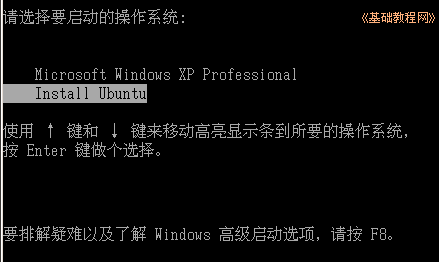 请选择要启动的操作系统:
《基础教程网》
Microsoft Windows XP Professional
Install Ubuntu
使用 ↑ 键和 ↓ 键来移动高亮显示条到所要的操作系统,
按 Enter 键做个选择。
要排解疑难以及了解 Windows 高级启动选项, 请按 F8。